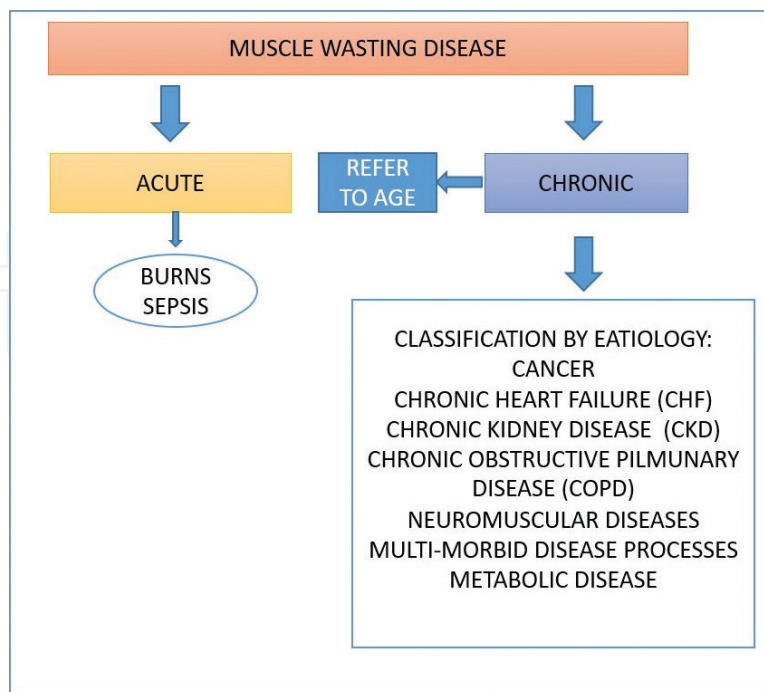 MUSCLE WASTING DISEASE
ACUTE
REFER
TO AGE
CHRONIC
BURNS
SEPSIS
CLASSIFICATION BY EATIOLOGY:
CANCER
CHRONIC HEART FAILURE (CHF)
CHRONIC KIDNEY DISEASE (CKD)
CHRONIC OBSTRUCTIVE PILMUNARY
DISEASE (COPD)
NEUROMUSCULAR DISEASES
MULTI-MORBID DISEASE PROCESSES
METABOLIC DISEASE